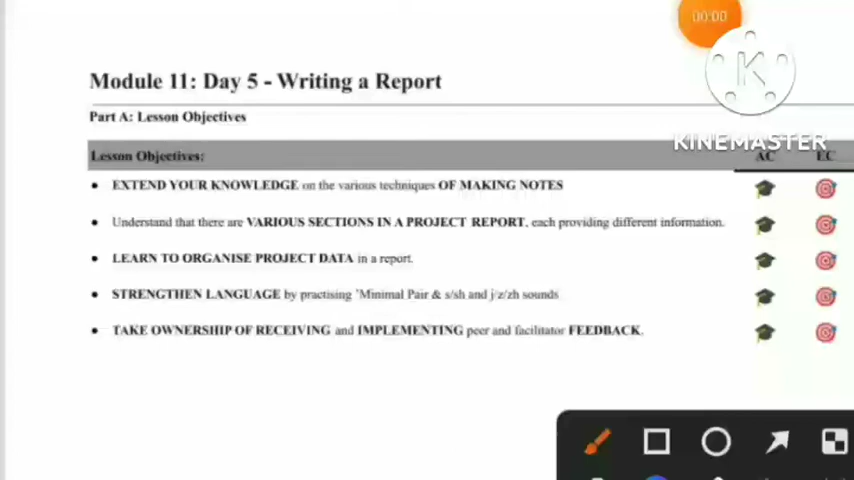 00:00
Module 11: Day 5 - Writing a Report
K
KINEMASTER
Part A: Lesson Objectives
Lesson Objectives:
AC EC
• EXTEND YOUR KNOWLEDGE on the various techniques OF MAKING NOTES
• Understand that there are VARIOUS SECTIONS IN A PROJECT REPORT, each providing different information.
• LEARN TO ORGANISE PROJECT DATA in a report.
• STRENGTHEN LANGUAGE by practising 'Minimal Pair & s/sh and j/z/zh sounds
• TAKE OWNERSHIP OF RECEIVING and IMPLEMENTING peer and facilitator FEEDBACK.